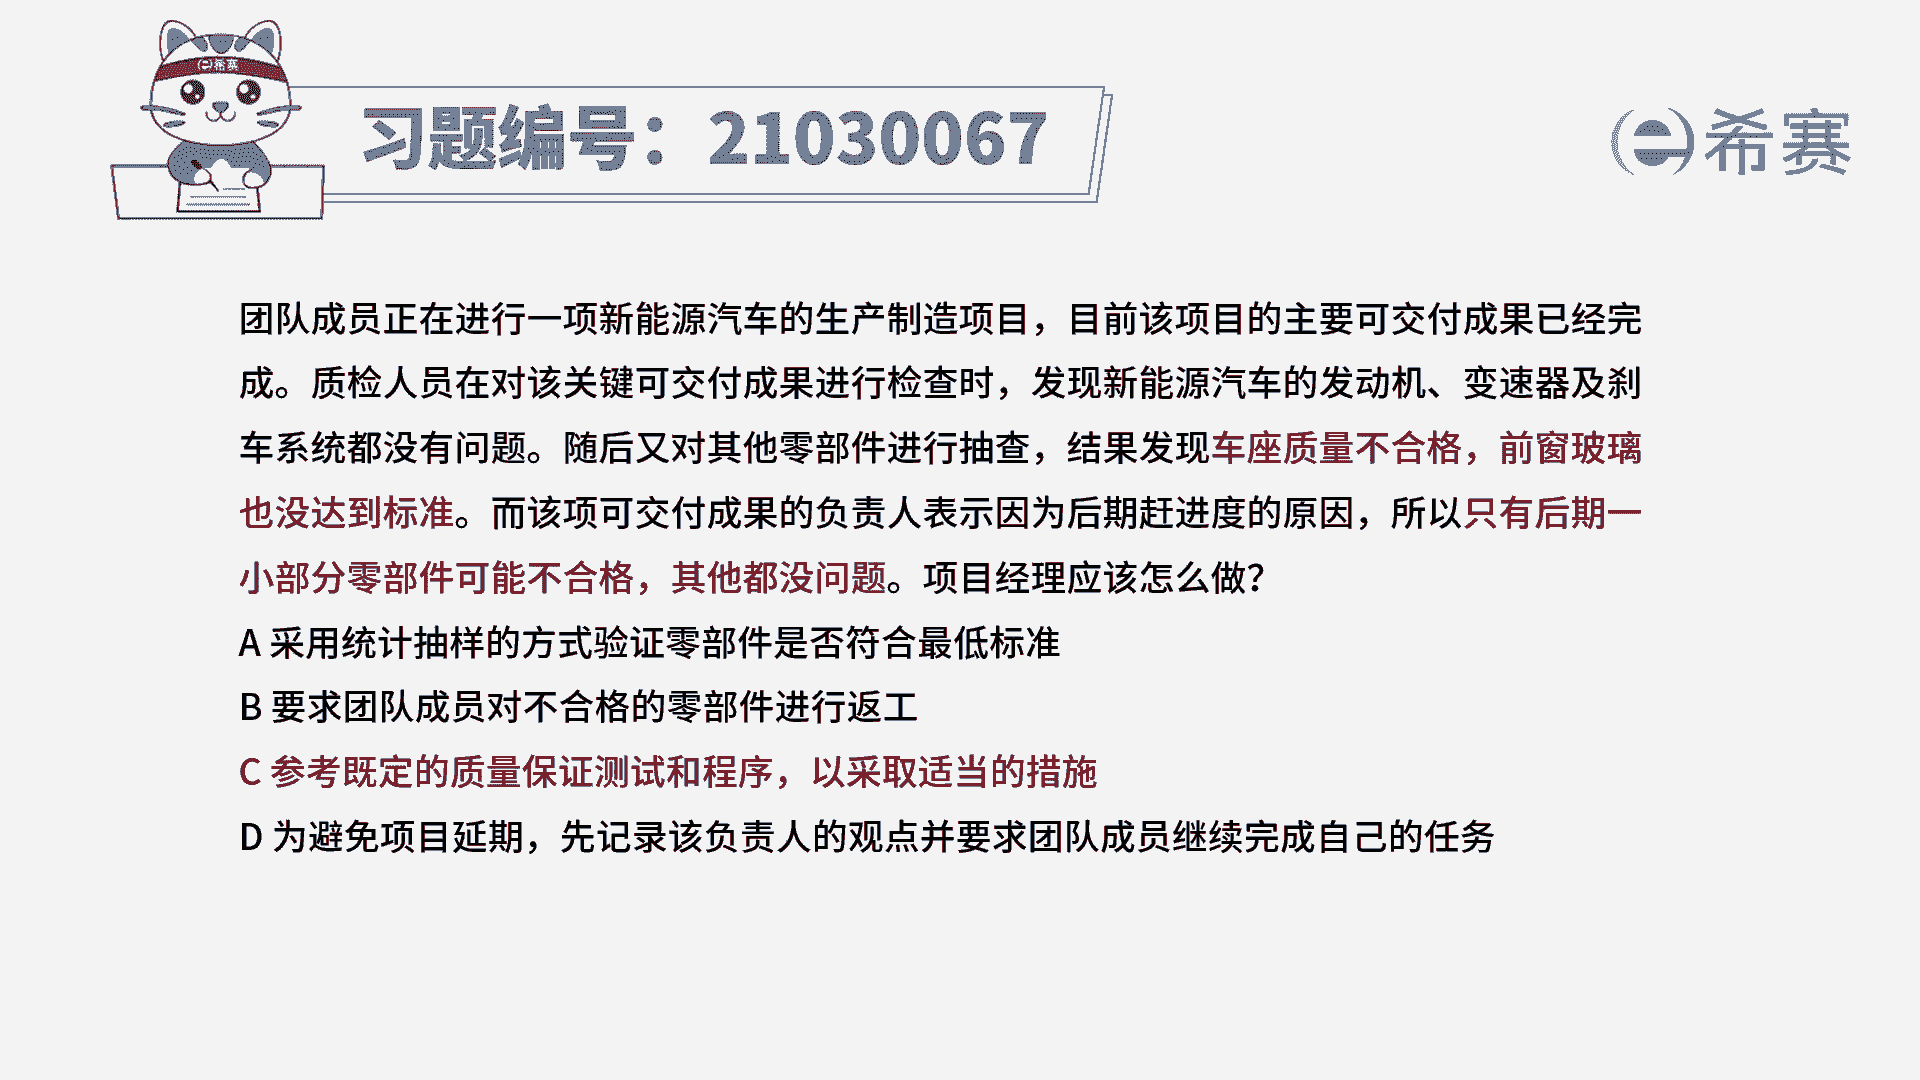 希赛
习题编号：21030067
希赛
团队成员正在进行一项新能源汽车的生产制造项目，目前该项目的主要可交付成果已经完
成。质检人员在对该关键可交付成果进行检查时，发现新能源汽车的发动机、变速器及刹
车系统都没有问题。随后又对其他零部件进行抽查，结果发现车座质量不合格，前窗玻璃
也没达到标准。而该项可交付成果的负责人表示因为后期赶进度的原因，所以只有后期一
小部分零部件可能不合格，其他都没问题。项目经理应该怎么做？
A 采用统计抽样的方式验证零部件是否符合最低标准
B 要求团队成员对不合格的零部件进行返工
C 参考既定的质量保证测试和程序，以采取适当的措施
D 为避免项目延期，先记录该负责人的观点并要求团队成员继续完成自己的任务